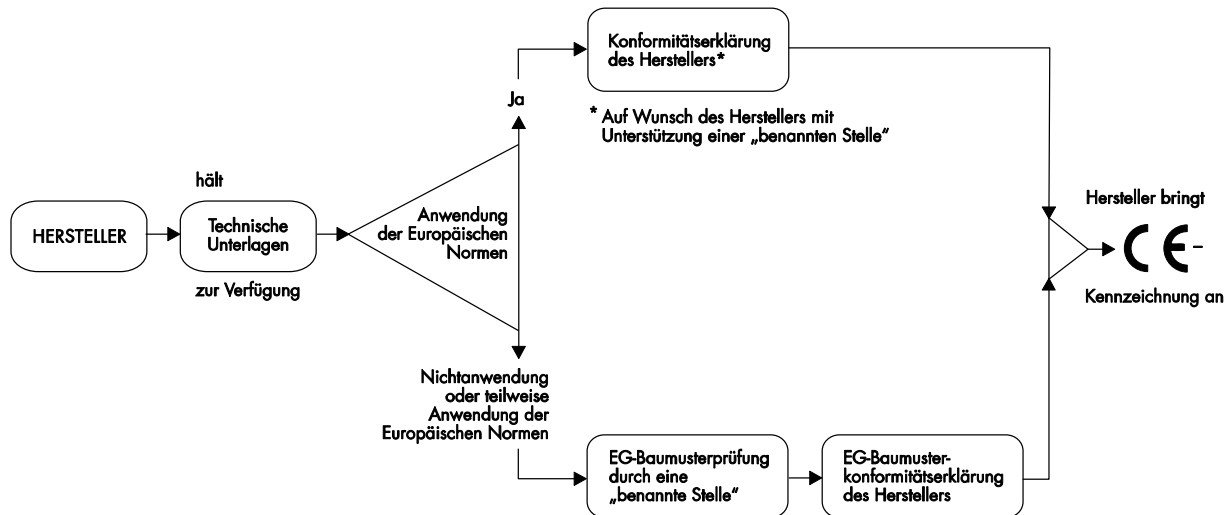 HERSTELLER
hält
Technische
Unterlagen
zur Verfügung
Anwendung
der Europäischen
Normen
Ja
Konformitätserklärung
des Herstellers*
* Auf Wunsch des Herstellers mit
Unterstützung einer „benannten Stelle“
Nichtanwendung
oder teilweise
Anwendung der
Europäischen Normen
EG-Baumusterprüfung
durch eine
„benannte Stelle“
EG-Baumuster-
konformitätserklärung
des Herstellers
Hersteller bringt
CE-
Kennzeichnung an